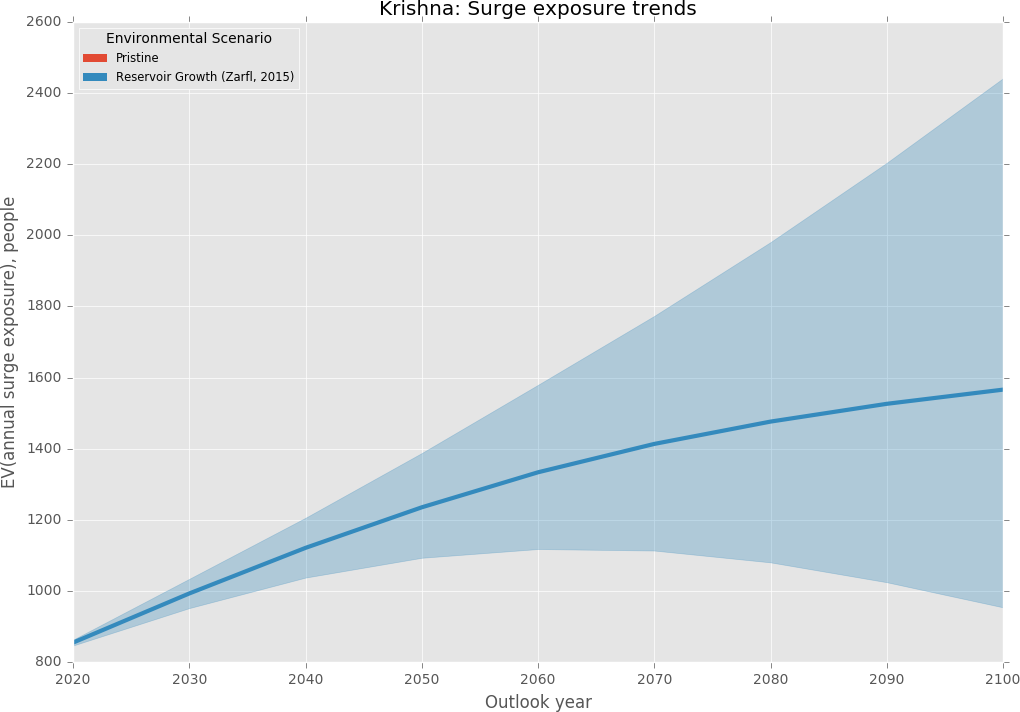 Krishna: Surge exposure trends
2600
2400
2200
2000
1800
1600
1400
1200
1000
800
EV(annual surge exposure), people
Environmental Scenario
Pristine
Reservoir Growth (Zarfl, 2015)
2020 2030 2040 2050 2060 2070 2080 2090 2100
Outlook year